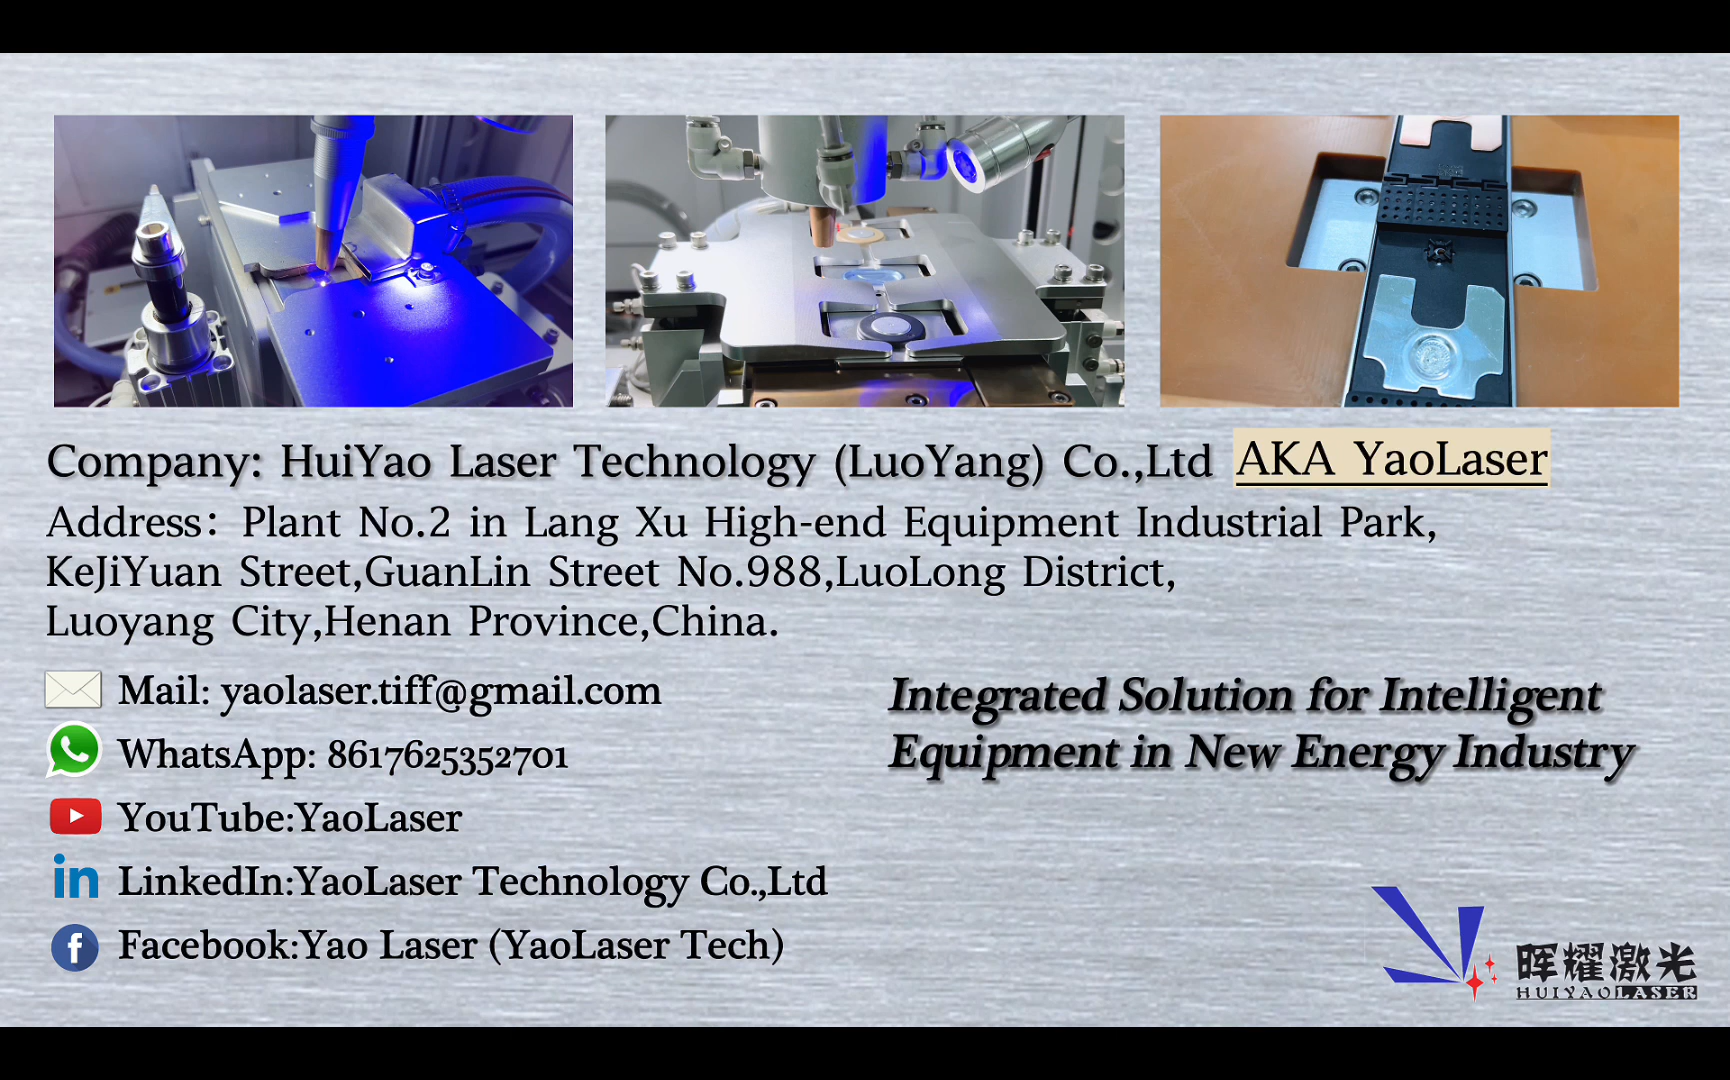 Company: HuiYao Laser Technology (LuoYang) Co.,Ltd AKA YaoLaser
Address：Plant No.2 in Lang Xu High-end Equipment Industrial Park,
KeJiYuan Street,GuanLin Street No.988,LuoLong District,
Luoyang City,Henan Province,China.
Mail: yaolaser.tiff@gmail.com
WhatsApp: 8617625352701
YouTube:YaoLaser
LinkedIn:YaoLaser Technology Co.,Ltd
Facebook:Yao Laser (YaoLaser Tech)
Integrated Solution for Intelligent
Equipment in New Energy Industry
晖耀激光
HUIYAOLASER